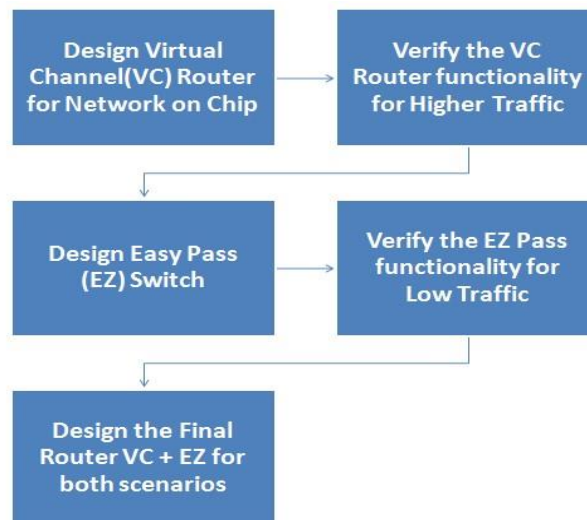 Design Virtual
Channel(VC) Router
for Network on Chip
Verify the VC
Router functionality
for Higher Traffic
Design Easy Pass
(EZ) Switch
Verify the EZ Pass
functionality for
Low Traffic
Design the Final
Router VC + EZ for
both scenarios